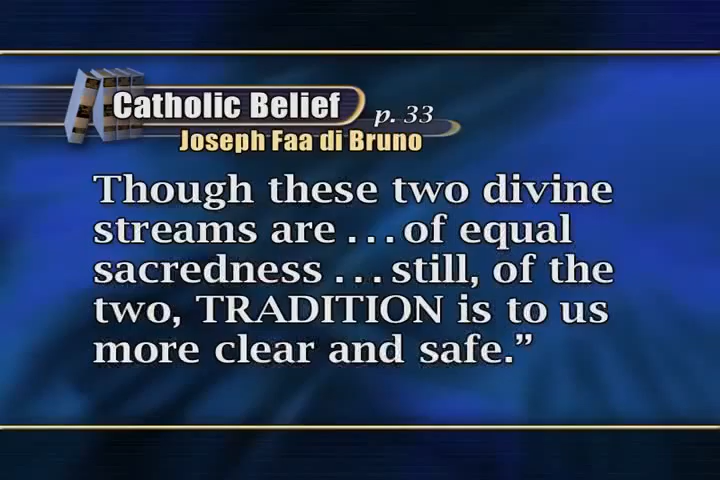 Catholic Belief p. 33
Joseph Faa di Bruno
Though these two divine
streams are . . . of equal
sacredness . . . still, of the
two, TRADITION is to us
more clear and safe.”